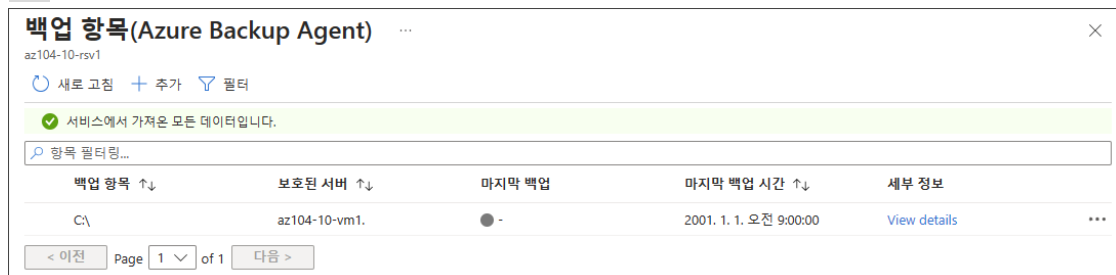 백업 항목(Azure Backup Agent) ...
az104-10-rsv1
새로 고침 + 추가 필터
서비스에서 가져온 모든 데이터입니다.
항목 필터링...
백업 항목 ↑↓ 보호된 서버 ↑↓ 마지막 백업 마지막 백업 시간 ↑↓ 세부 정보
C:\ az104-10-vm1. - 2001. 1. 1. 오전 9:00:00 View details ...
< 이전 Page 1 of 1 다음 >